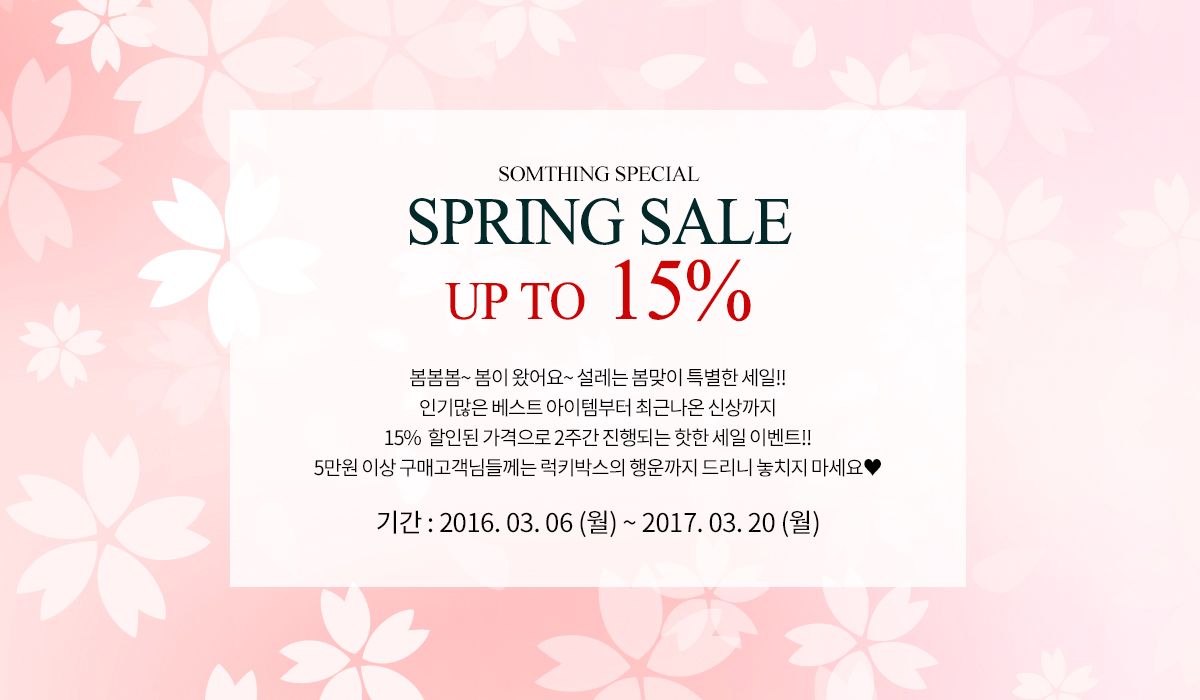 SOMTHING SPECIAL
SPRING SALE
UP TO 15%
봄봄봄~ 봄이 왔어요~ 설레는 봄맞이 특별한 세일!!
인기많은 베스트 아이템부터 최근나온 신상까지
15% 할인된 가격으로 2주간 진행되는 핫한 세일 이벤트!!
5만원 이상 구매고객님들께는 럭키박스의 행운까지 드리니 놓치지 마세요♥
기간 : 2016. 03. 06 (월) ~ 2017. 03. 20 (월)